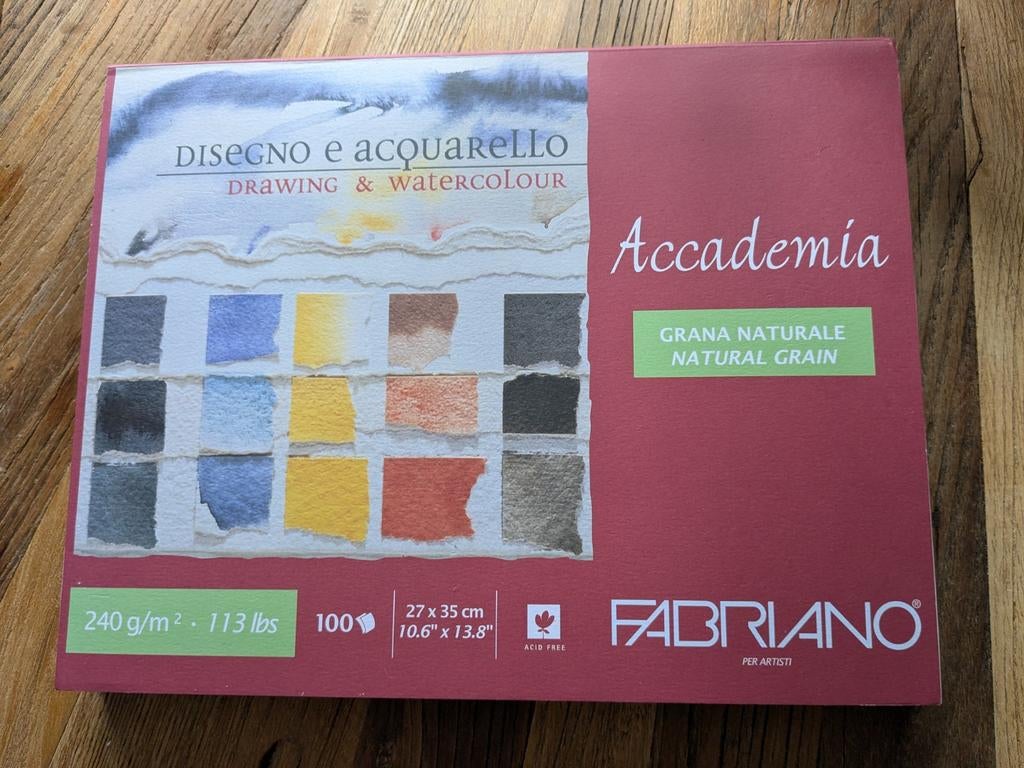 DISEGNO e ACQUARELLO
DRAWING & WATERCOLOUR
Accademia
GRANA NATURALE
NATURAL GRAIN
240 g/m² · 113 lbs
100
27 x 35 cm
10.6" x 13.8"
ACID FREE
FABRIANO®
PER ARTISTI